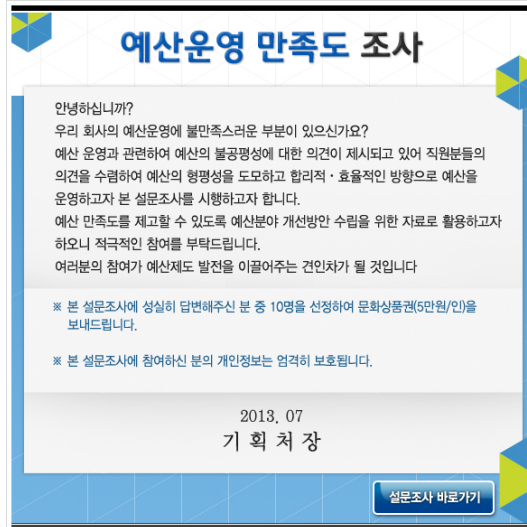 예산운영 만족도 조사
안녕하십니까?
우리 회사의 예산운영에 불만족스러운 부분이 있으신가요?
예산 운영과 관련하여 예산의 불공평성에 대한 의견이 제시되고 있어 직원분들의
의견을 수렴하여 예산의 형평성을 도모하고 합리적·효율적인 방향으로 예산을
운영하고자 본 설문조사를 시행하고자 합니다.
예산 만족도를 제고할 수 있도록 예산분야 개선방안 수립을 위한 자료로 활용하고자
하오니 적극적인 참여를 부탁드립니다.
여러분의 참여가 예산제도 발전을 이끌어주는 견인차가 될 것입니다
※ 본 설문조사에 성실히 답변해주신 분 중 10명을 선정하여 문화상품권(5만원/인)을
보내드립니다.
※ 본 설문조사에 참여하신 분의 개인정보는 엄격히 보호됩니다.
2013. 07
기 획 처 장
설문조사 바로가기